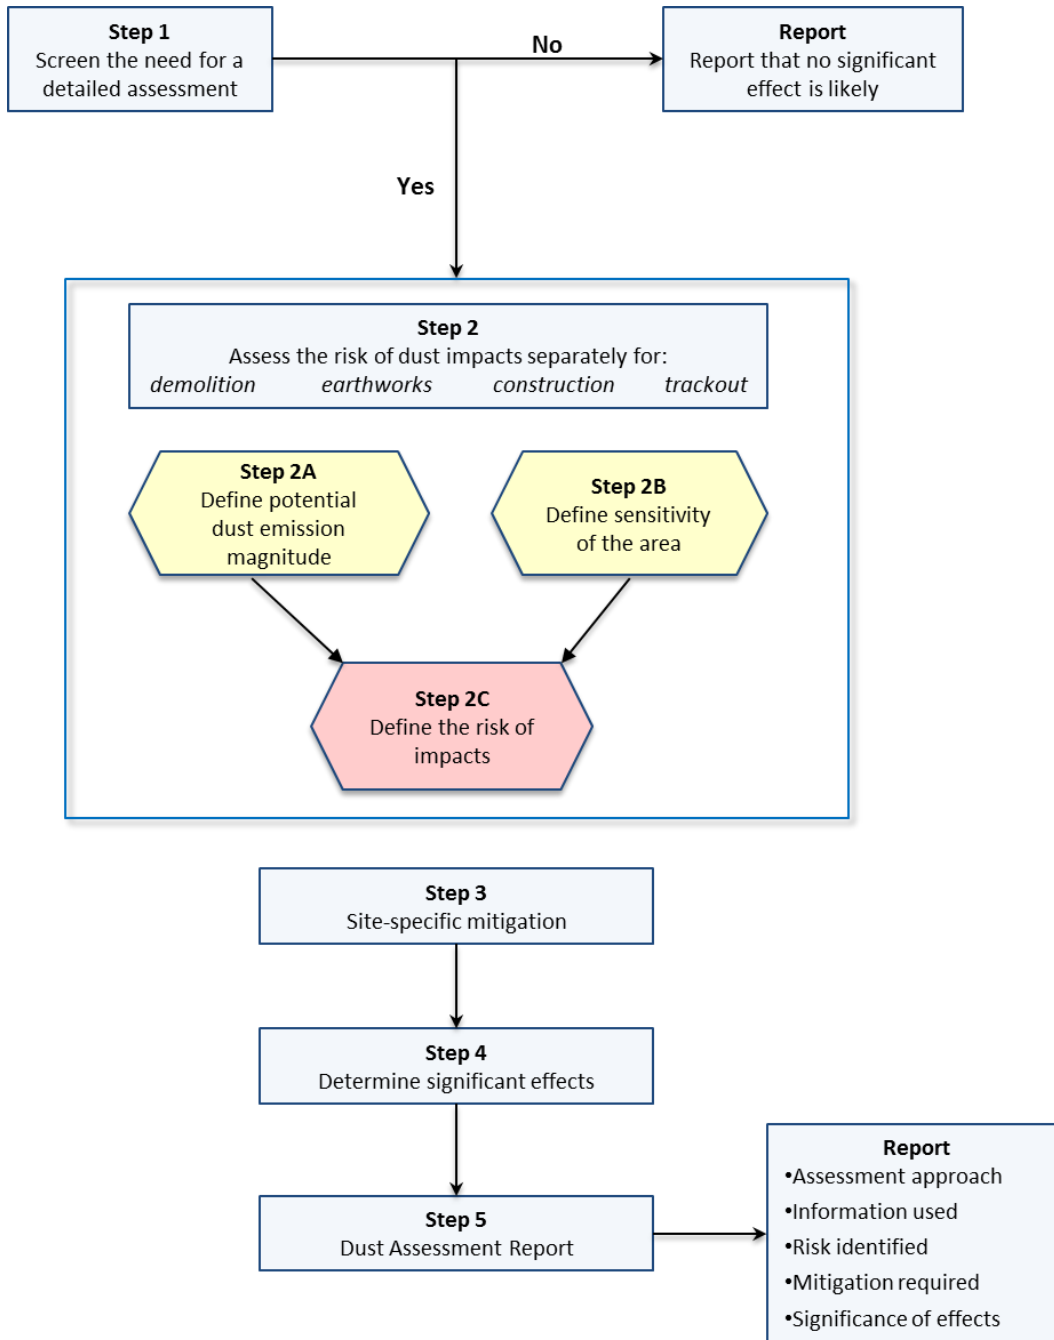 Step 1
Screen the need for a
detailed assessment
No
Report
Report that no significant
effect is likely
Yes
Step 2
Assess the risk of dust impacts separately for:
demolition earthworks construction trackout
Step 2A
Define potential
dust emission
magnitude
Step 2B
Define sensitivity
of the area
Step 2C
Define the risk of
impacts
Step 3
Site-specific mitigation
Step 4
Determine significant effects
Step 5
Dust Assessment Report
Report
•Assessment approach
•Information used
•Risk identified
•Mitigation required
•Significance of effects